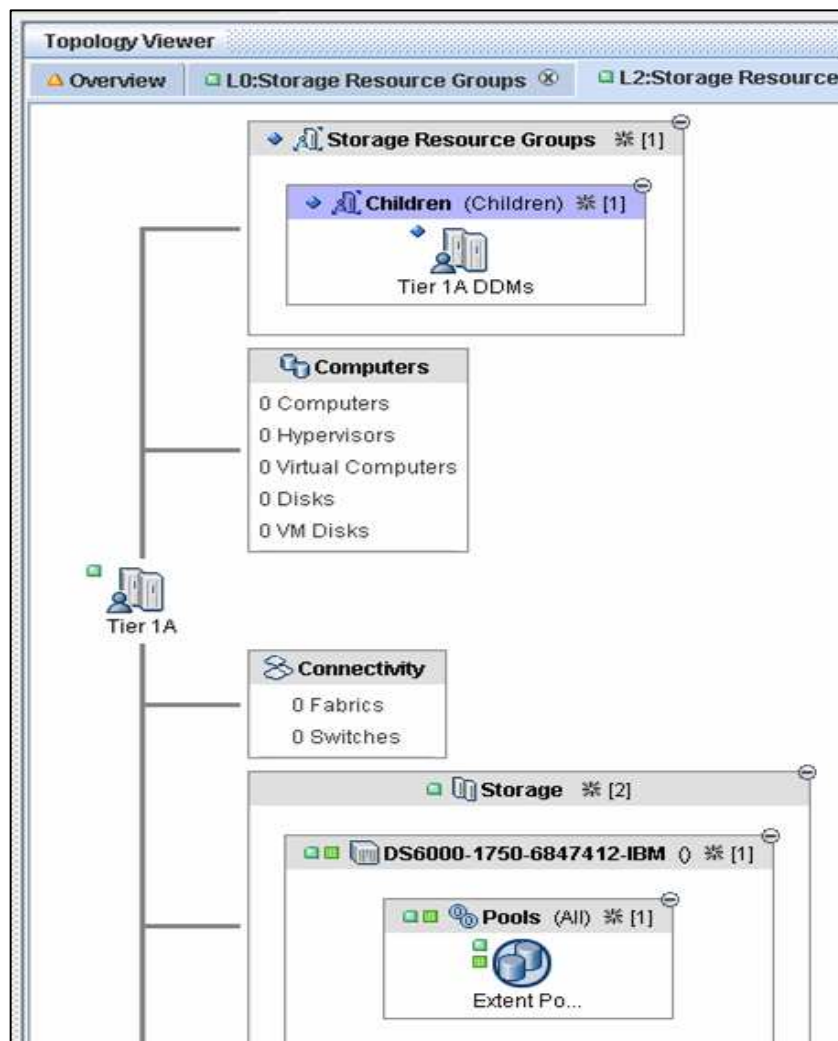 Topology Viewer
Overview
L0:Storage Resource Groups
L2:Storage Resource
Storage Resource Groups [1]
Children (Children) [1]
Tier 1A DDMs
Computers
0 Computers
0 Hypervisors
0 Virtual Computers
0 Disks
0 VM Disks
Tier 1A
Connectivity
0 Fabrics
0 Switches
Storage [2]
DS6000-1750-6847412-IBM () [1]
Pools (All) [1]
Extent Po...